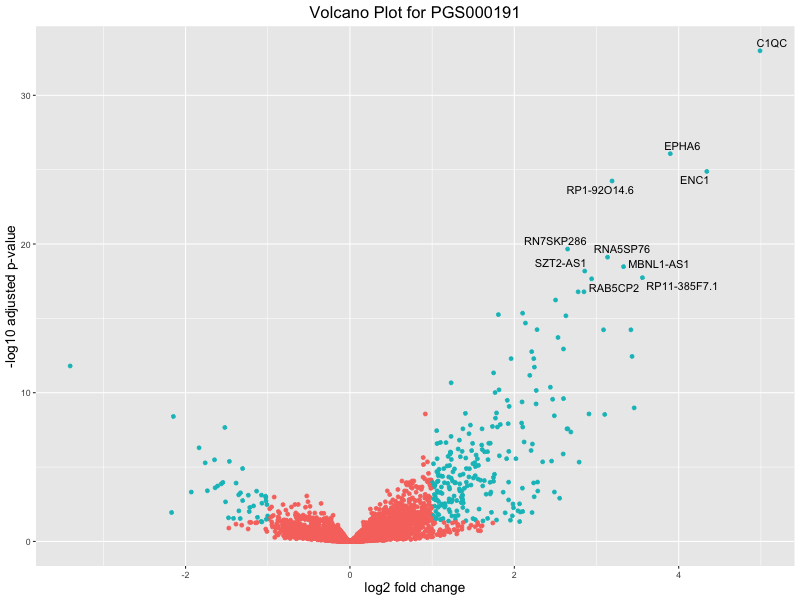 Volcano Plot for PGS000191
C1QC
30
EPHA6
ENC1
RP1-92O14.6
20
RN7SKP286
RNA5SP76
SZT2-AS1
MBNL1-AS1
RAB5CP2
RP11-385F7.1
-log10 adjusted p-value
10
0
-2
0
2
4
log2 fold change